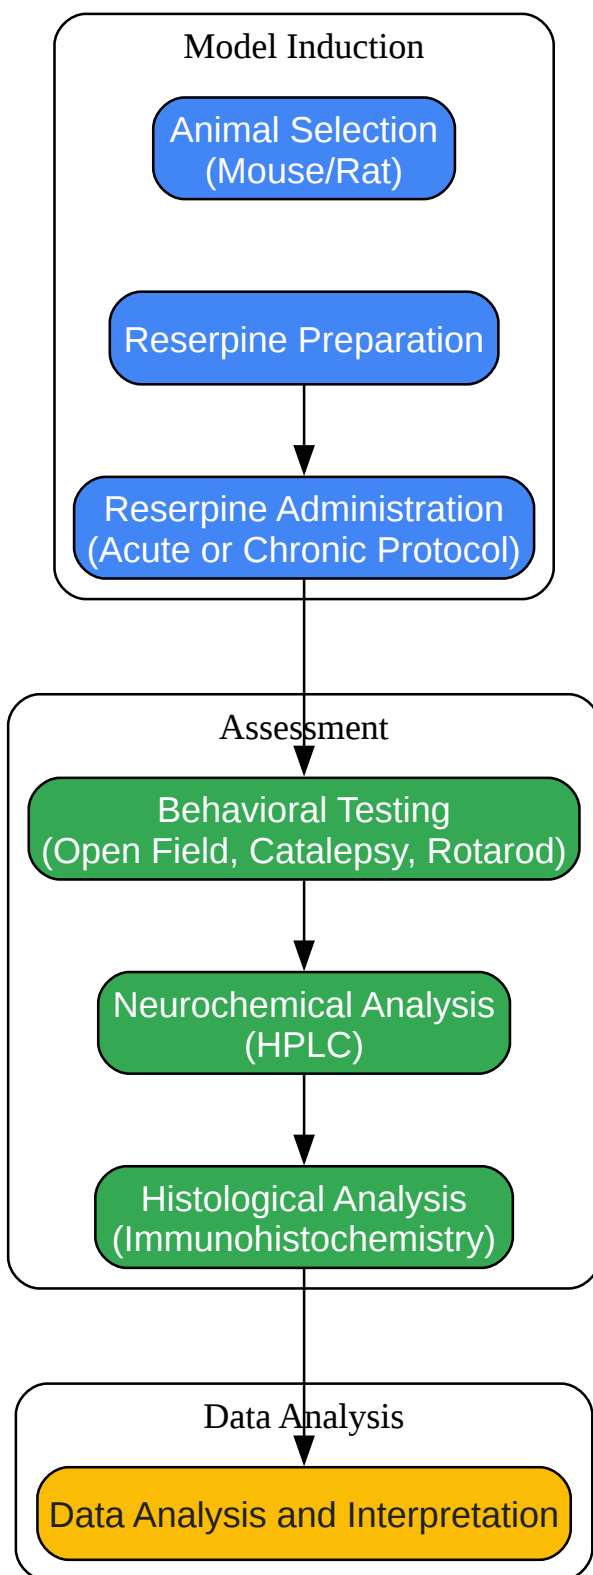 Model Induction
Animal Selection
(Mouse/Rat)
Reserpine Preparation
Reserpine Administration
(Acute or Chronic Protocol)
Assessment
Behavioral Testing
(Open Field, Catalepsy, Rotarod)
Neurochemical Analysis
(HPLC)
Histological Analysis
(Immunohistochemistry)
Data Analysis
Data Analysis and Interpretation